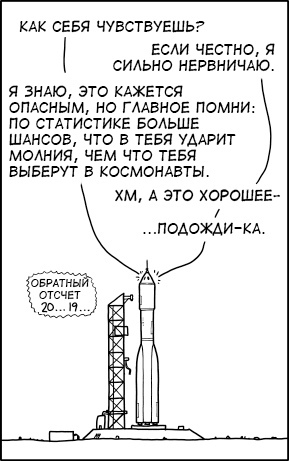 КАК СЕБЯ ЧУВСТВУЕШЬ?
ЕСЛИ ЧЕСТНО, Я
СИЛЬНО НЕРВНИЧАЮ.
Я ЗНАЮ, ЭТО КАЖЕТСЯ
ОПАСНЫМ, НО ГЛАВНОЕ ПОМНИ:
ПО СТАТИСТИКЕ БОЛЬШЕ
ШАНСОВ, ЧТО В ТЕБЯ УДАРИТ
МОЛНИЯ, ЧЕМ ЧТО ТЕБЯ
ВЫБЕРУТ В КОСМОНАВТЫ.
ХМ, А ЭТО ХОРОШЕЕ--
...ПОДОЖДИ-КА.
ОБРАТНЫЙ
ОТСЧЕТ
20...19...